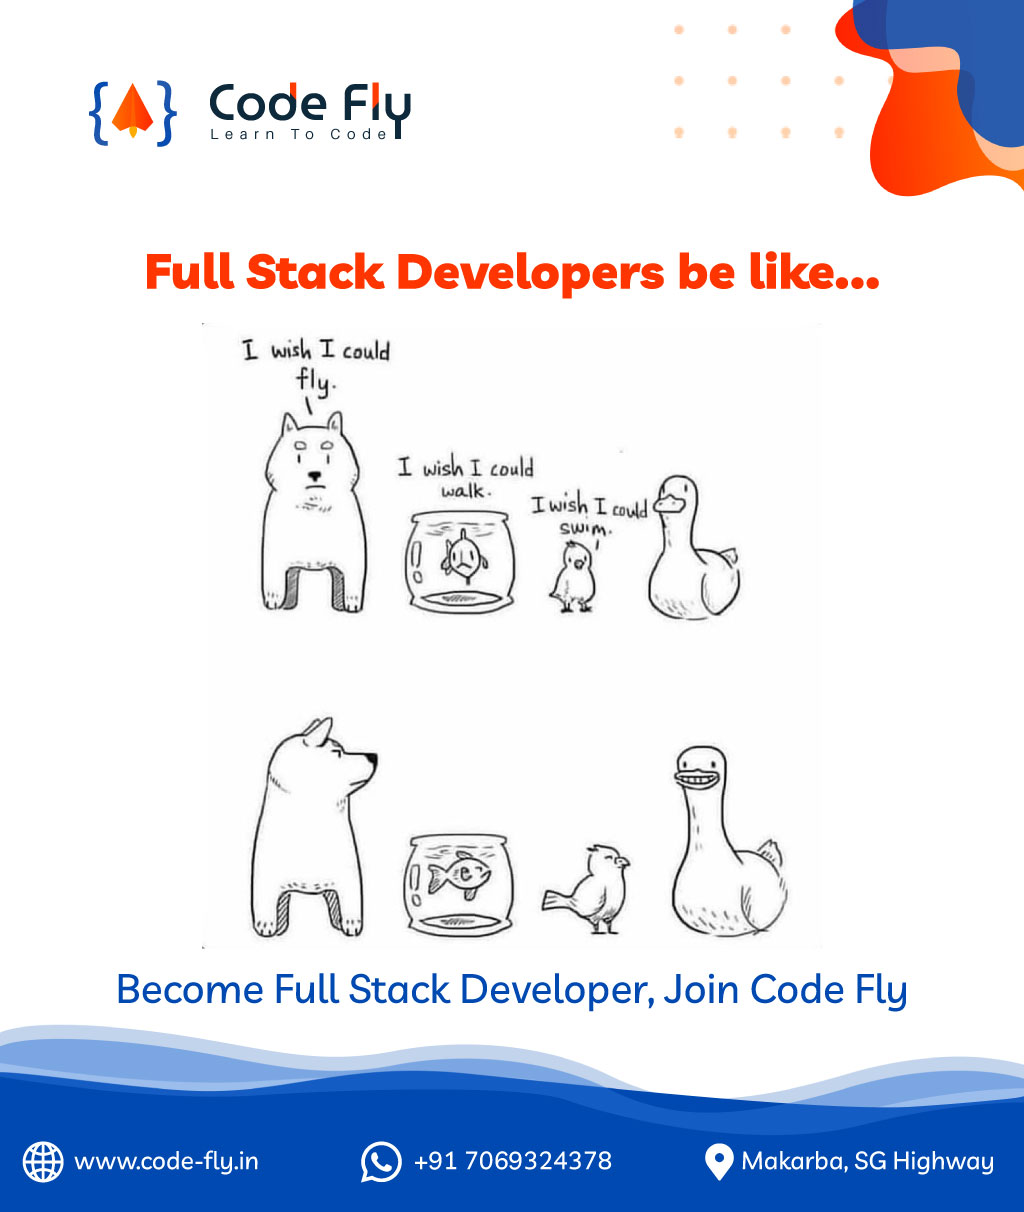 Code Fly
Learn To Code
Full Stack Developers be like...
I wish I could
fly.
I wish I could
walk.
I wish I could
swim.
Become Full Stack Developer, Join Code Fly
www.code-fly.in
+91 7069324378
Makarba, SG Highway